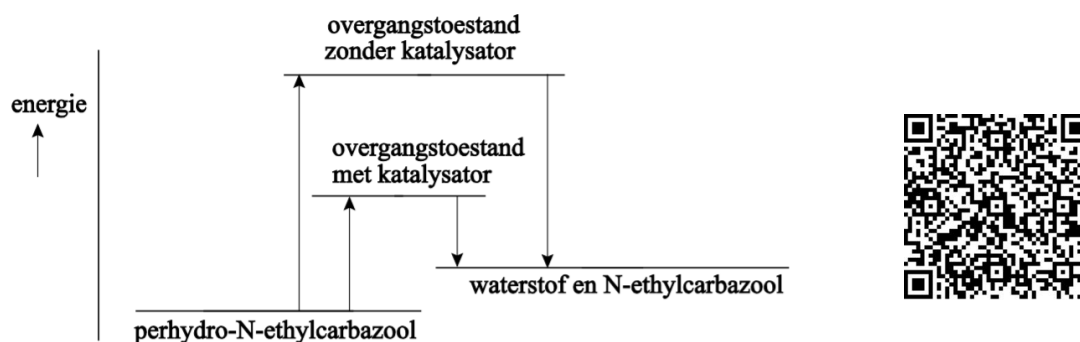 overgangstoestand
zonder katalysator
energie
overgangstoestand
met katalysator
waterstof en N-ethylcarbazool
perhydro-N-ethylcarbazool